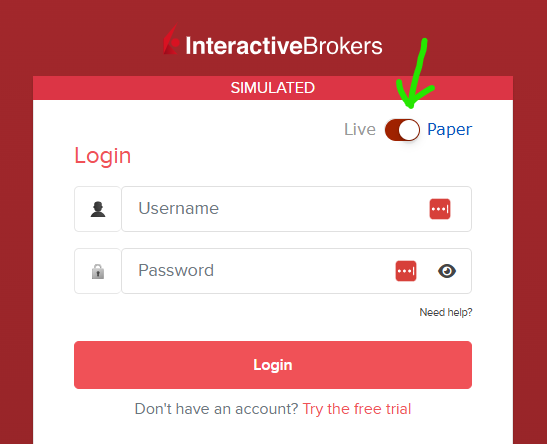 InteractiveBrokers
SIMULATED
Live Paper
Login
Username
Password
Need help?
Login
Don't have an account? Try the free trial